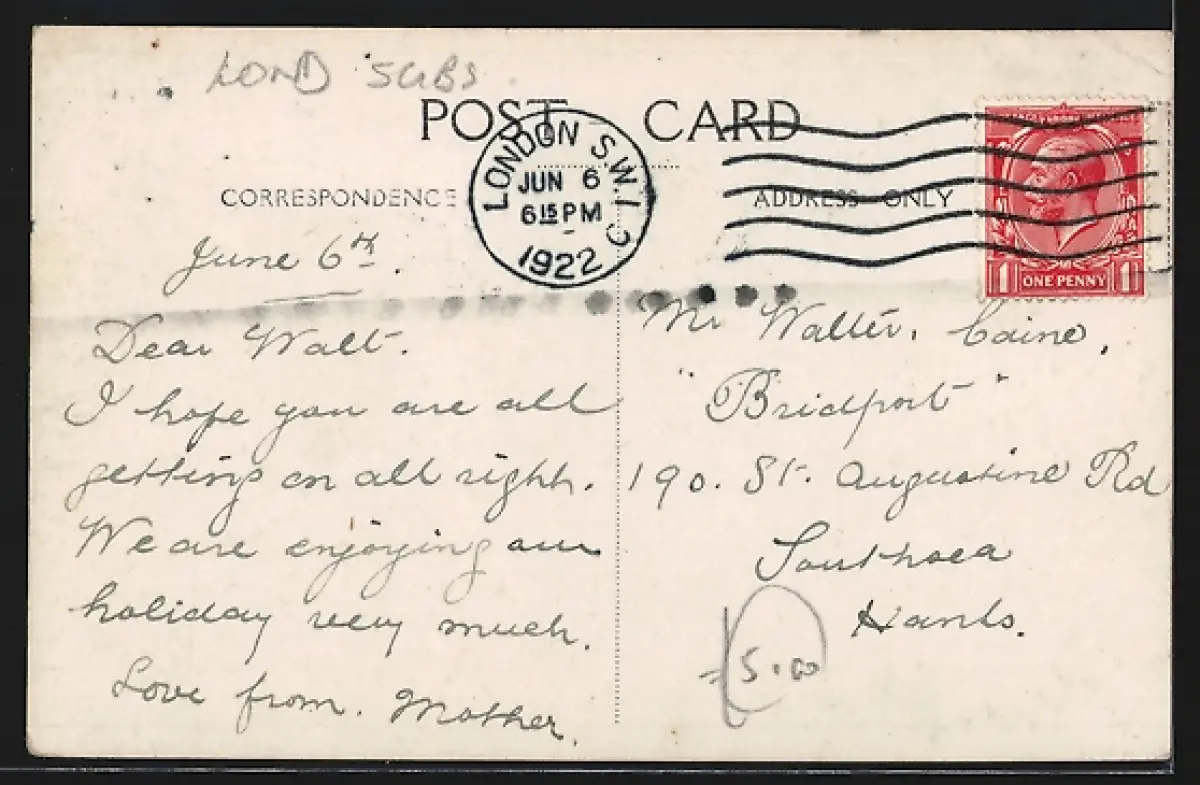 LOND SUBS
POST CARD
LONDON S.W.1
JUN 6
6 15 PM
1922
C
CORRESPONDENCE
ADDRESS ONLY
ONE PENNY
1 1
June 6th.
Dear Walt.
I hope you are all
getting on all right.
We are enjoying our
holiday very much.
Love from. Mother.
Mr Walter. Caine,
"Bridport"
190. St. Augustine Rd
Southsea
Hants.
5.00